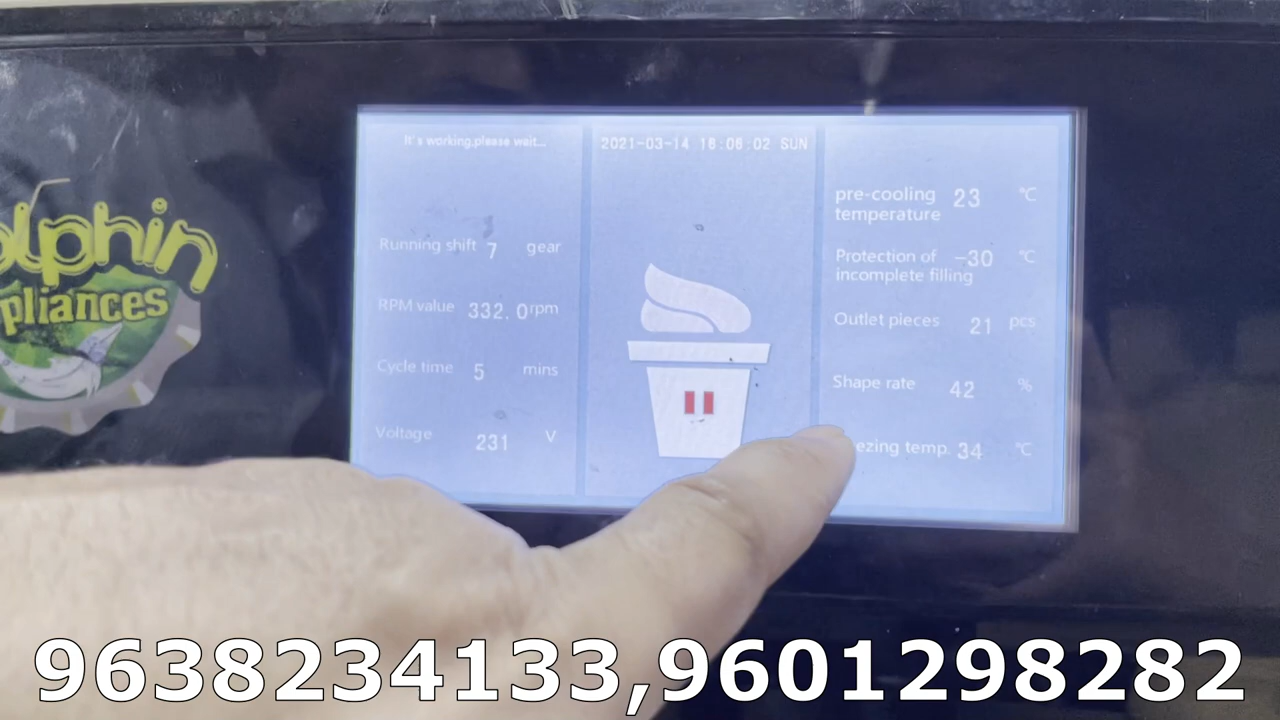 It's working,please wait...
2021-03-14 16:06:02 SUN
Running shift 7 gear
RPM value 332.0rpm
Cycle time 5 mins
Voltage 231 V
pre-cooling
temperature 23 °C
Protection of
incomplete filling -30 °C
Outlet pieces 21 pcs
Shape rate 42 %
ezing temp. 34 °C
olphin
pliances
9638234133,9601298282